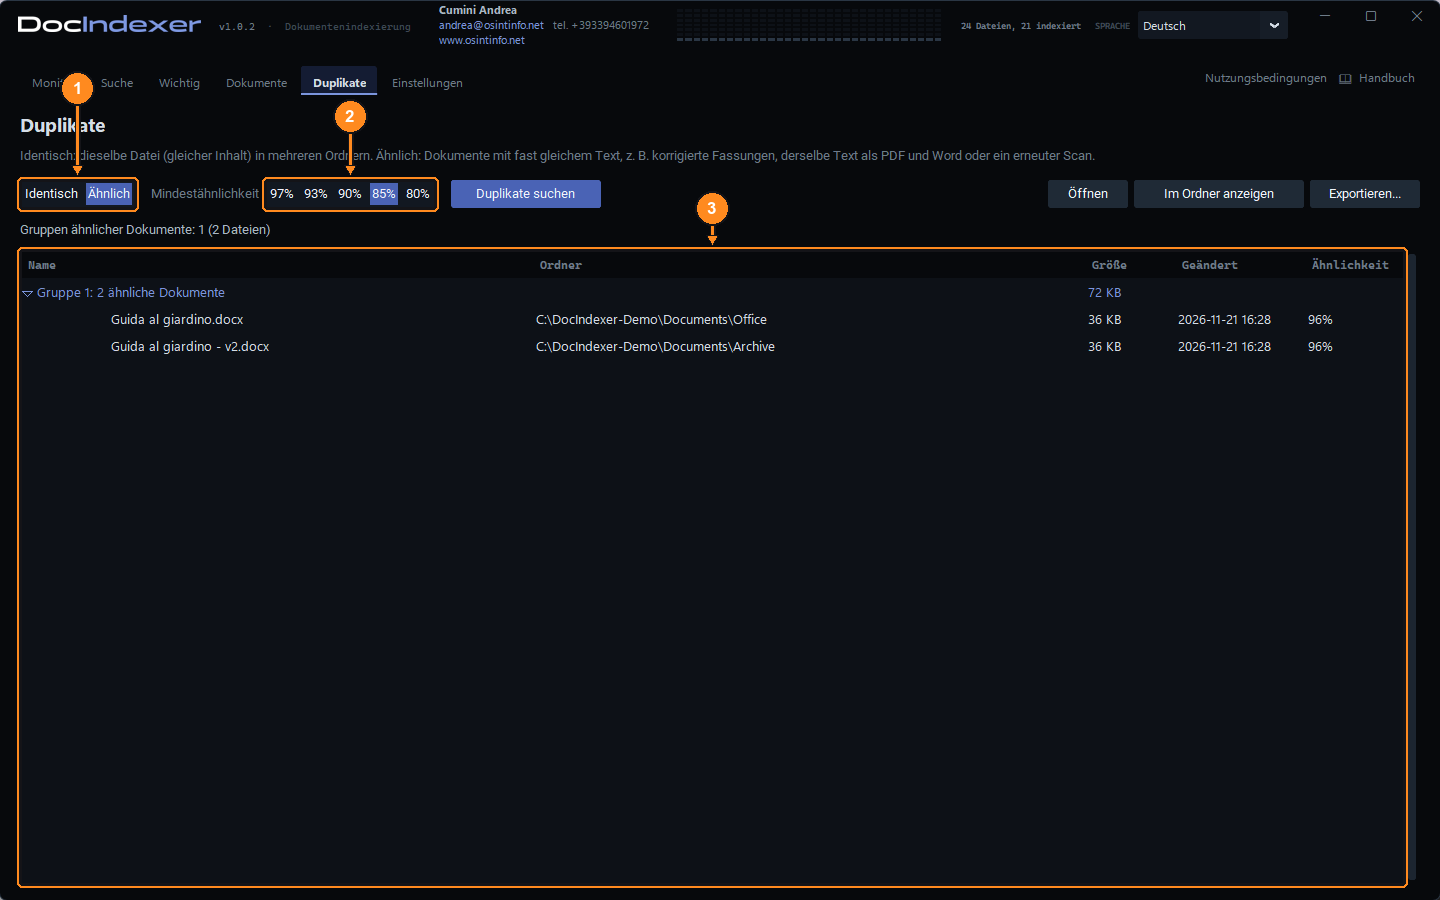 DocIndexer v1.0.2 · Dokumentenindexierung
Cumini Andrea
andrea@osintinfo.net tel. +393394601972
www.osintinfo.net
24 Dateien, 21 indexiert SPRACHE Deutsch
Suche Wichtig Dokumente Duplikate Einstellungen
Nutzungsbedingungen Handbuch
1
2
Duplikate
Identisch: dieselbe Datei (gleicher Inhalt) in mehreren Ordnern. Ähnlich: Dokumente mit fast gleichem Text, z. B. korrigierte Fassungen, derselbe Text als PDF und Word oder ein erneuter Scan.
Identisch Ähnlich Mindestähnlichkeit 97% 93% 90% 85% 80% Duplikate suchen Öffnen Im Ordner anzeigen Exportieren...
3
Gruppen ähnlicher Dokumente: 1 (2 Dateien)
Name Ordner Größe Geändert Ähnlichkeit
Gruppe 1: 2 ähnliche Dokumente 72 KB
Guida al giardino.docx C:\DocIndexer-Demo\Documents\Office 36 KB 2026-11-21 16:28 96%
Guida al giardino - v2.docx C:\DocIndexer-Demo\Documents\Archive 36 KB 2026-11-21 16:28 96%